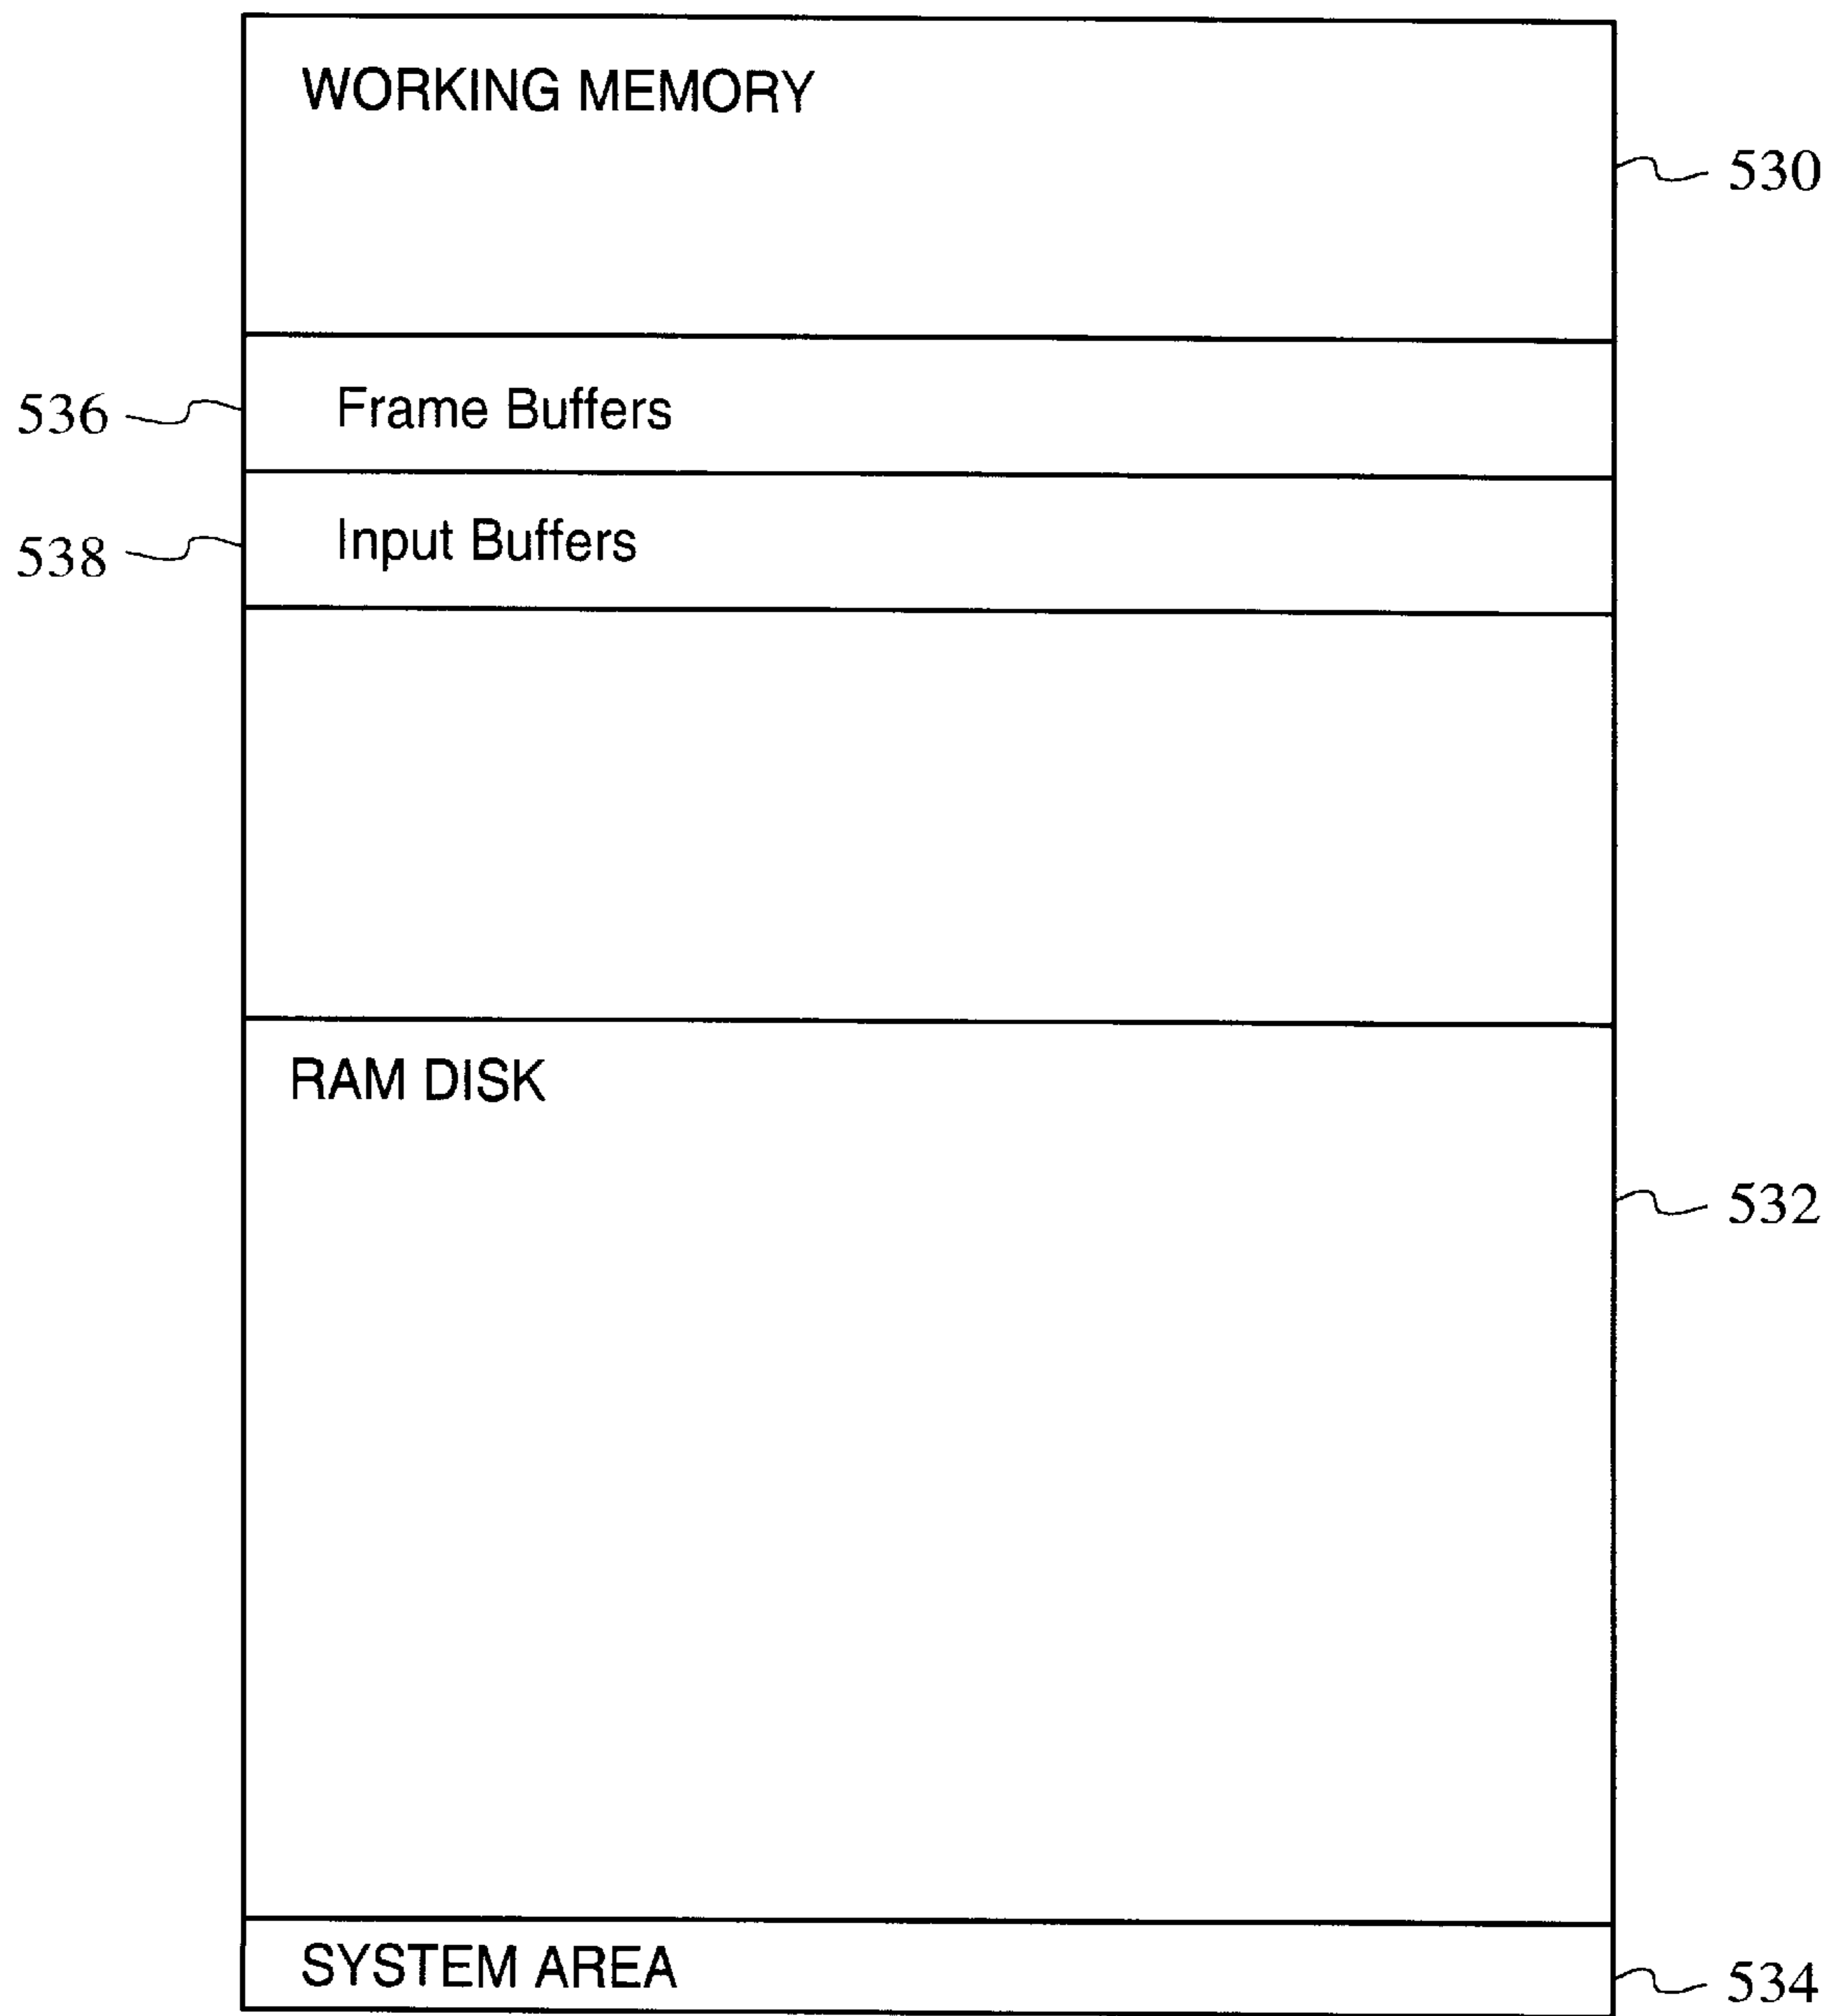 WORKING MEMORY
530
536
Frame Buffers
538
Input Buffers
RAM DISK
532
SYSTEM AREA
534